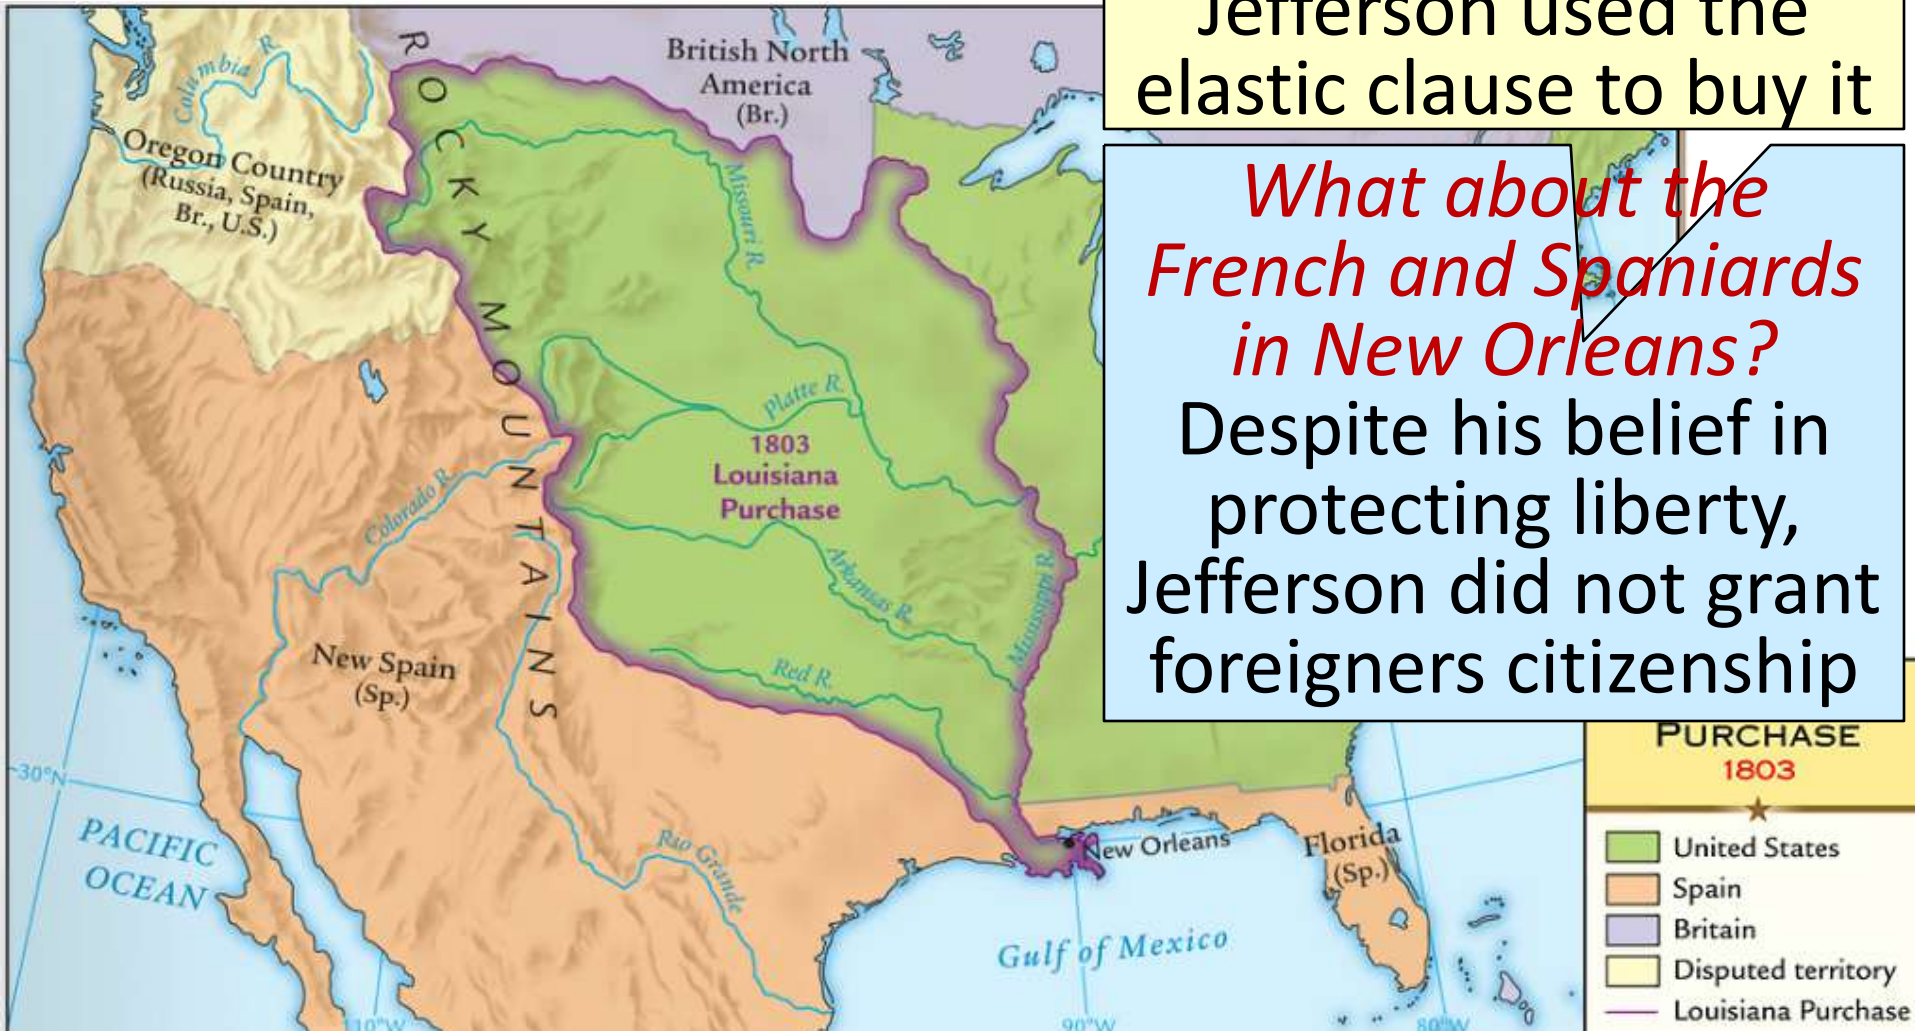 Jefferson used the
elastic clause to buy it
What about the
French and Spaniards
in New Orleans?
Despite his belief in
protecting liberty,
Jefferson did not grant
foreigners citizenship
British North
America
(Br.)
Columbia R.
Oregon Country
(Russia, Spain,
Br., U.S.)
ROCKY MOUNTAINS
Missouri R.
Platte R.
1803
Louisiana
Purchase
Colorado R.
Arkansas R.
Mississippi R.
Red R.
New Spain
(Sp.)
30°N
PACIFIC
OCEAN
Rio Grande
New Orleans
Florida
(Sp.)
Gulf of Mexico
110°W
90°W
80°W
PURCHASE
1803
United States
Spain
Britain
Disputed territory
Louisiana Purchase